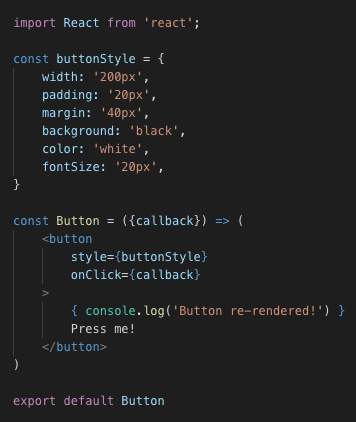 import React from 'react';
const buttonStyle = {
width: '200px',
padding: '20px',
margin: '40px',
background: 'black',
color: 'white',
fontSize: '20px',
}
const Button = ({callback}) => (
<button
style={buttonStyle}
onClick={callback}
>
{ console.log('Button re-rendered!') }
Press me!
</button>
)
export default Button